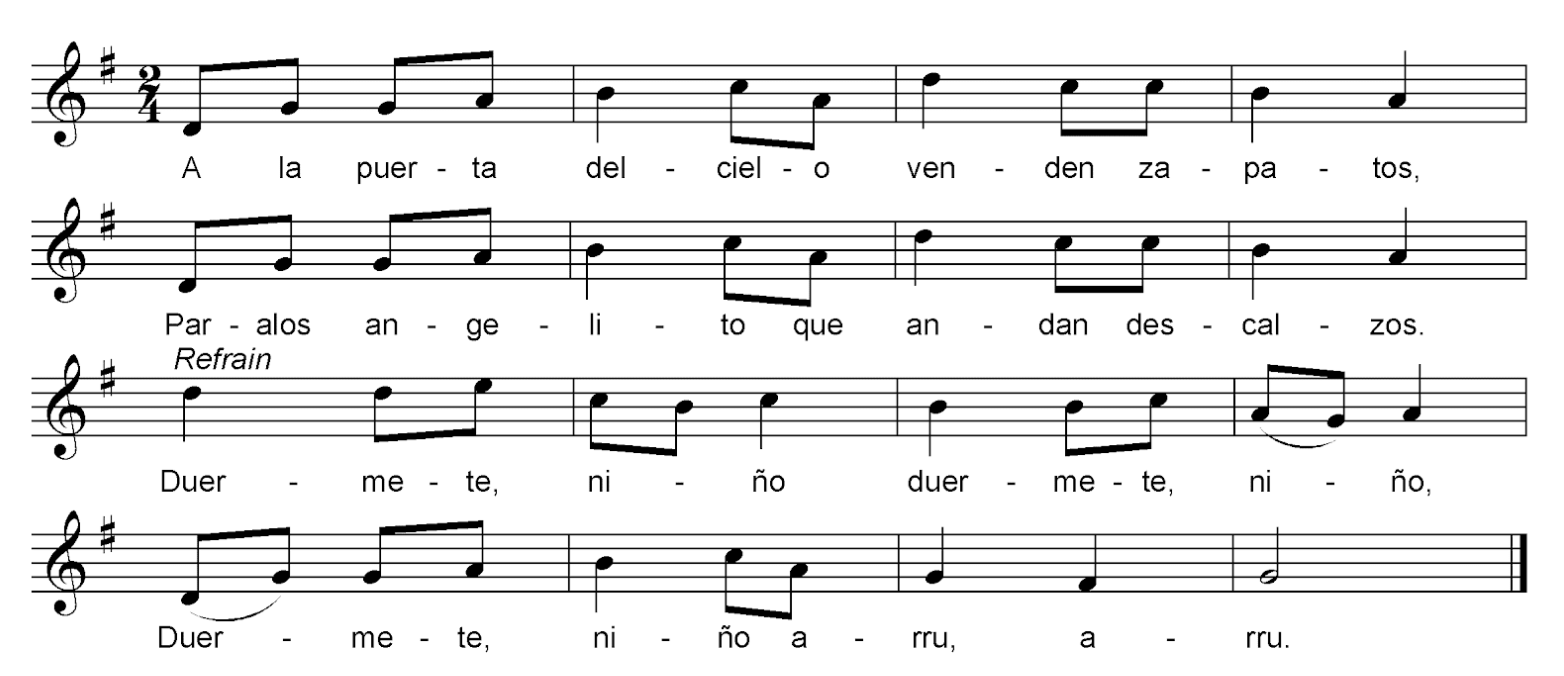 2
4
A la puer - ta del - ciel - o ven - den za - pa - tos,
Par - alos an - ge - li - to que an - dan des - cal - zos.
Refrain
Duer - me - te, ni - ño duer - me - te, ni - ño,
Duer - me - te, ni - ño a - rru, a - rru.